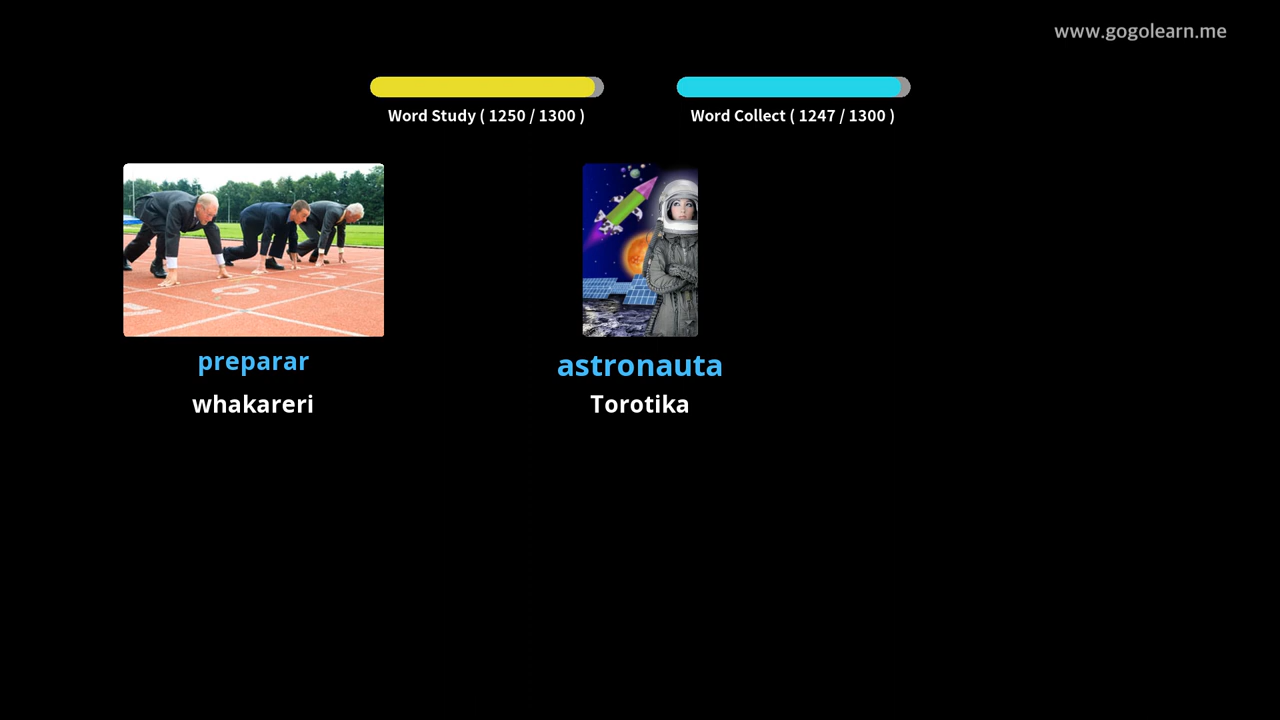 www.gogolearn.me
Word Study ( 1250 / 1300 )
Word Collect ( 1247 / 1300 )
preparar
whakareri
astronauta
Torotika